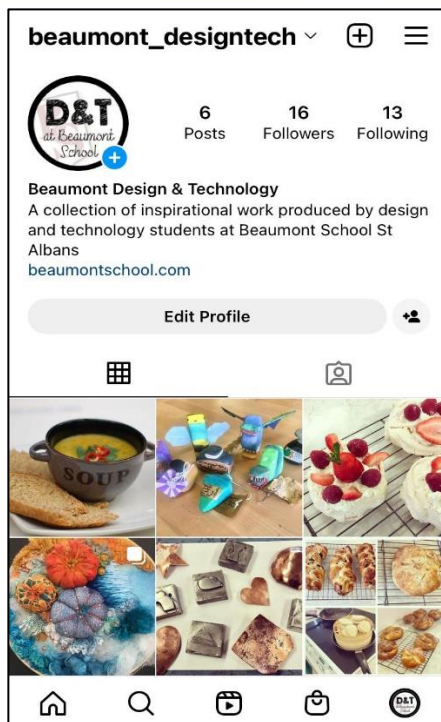 beaumont_designtech
D&T
at Beaumont
School
6
Posts
16
Followers
13
Following
Beaumont Design & Technology
A collection of inspirational work produced by design
and technology students at Beaumont School St
Albans
beaumontschool.com
Edit Profile
SOUP
D&T